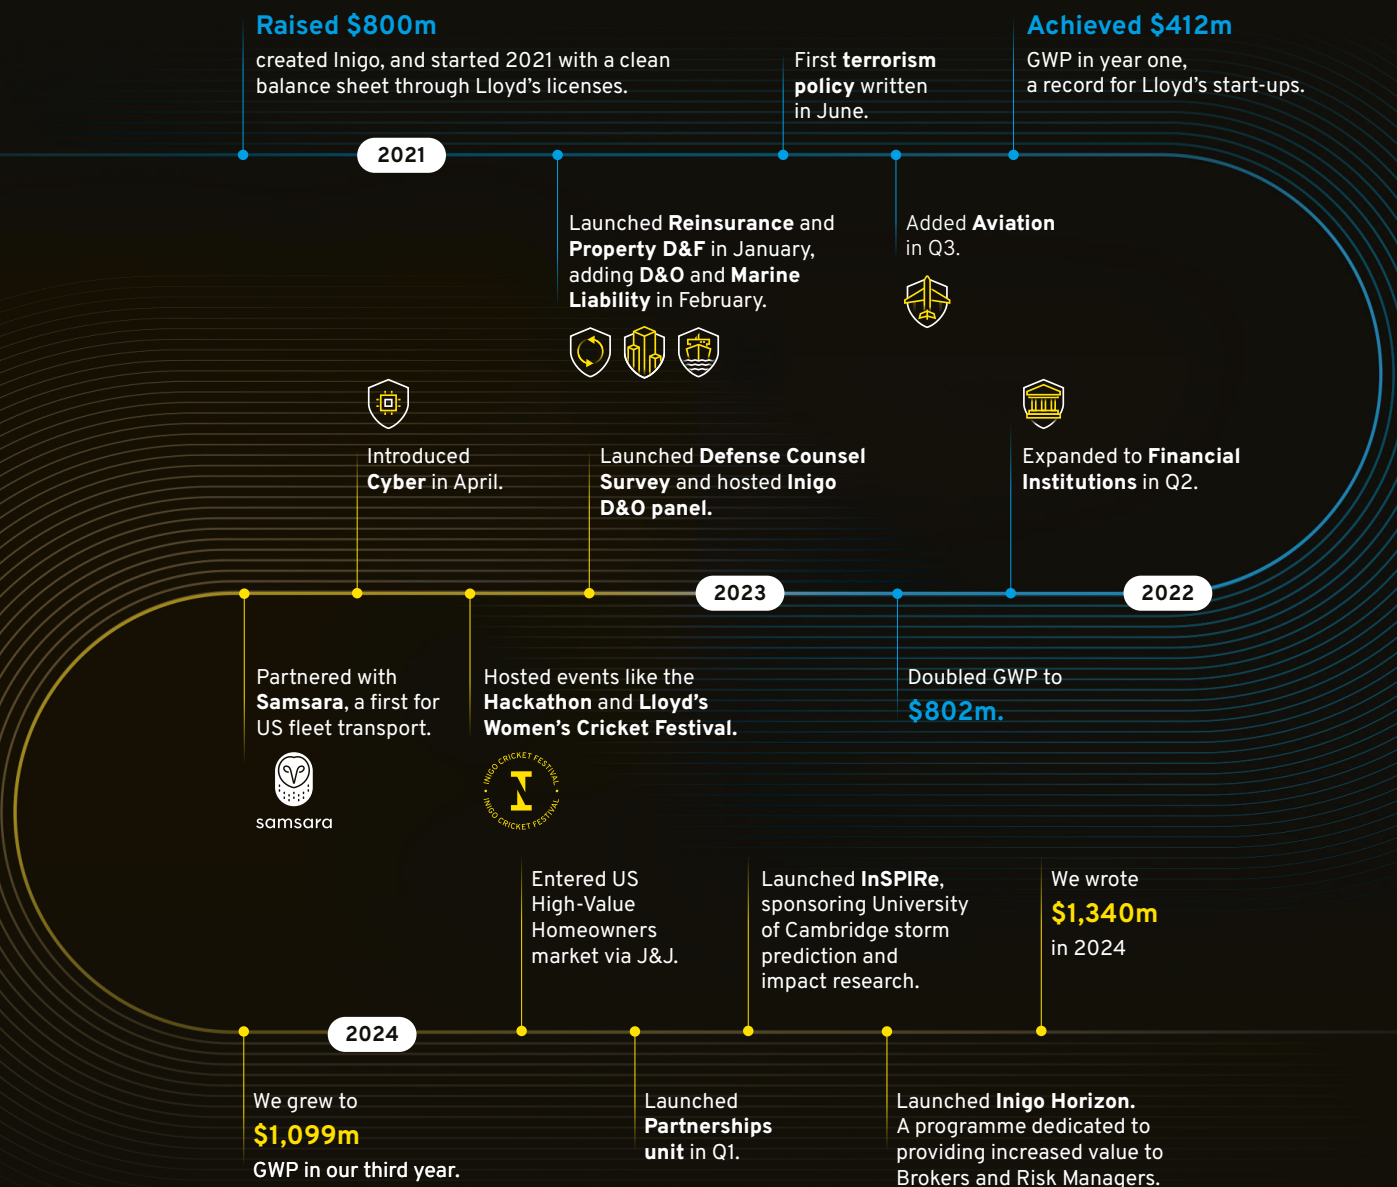 Raised $800m
created Inigo, and started 2021 with a clean
balance sheet through Lloyd's licenses.
First terrorism
policy written
in June.
Achieved $412m
GWP in year one,
a record for Lloyd's start-ups.
2021
Launched Reinsurance and
Property D&F in January,
adding D&O and Marine
Liability in February.
Added Aviation
in Q3.
Introduced
Cyber in April.
Launched Defense Counsel
Survey and hosted Inigo
D&O panel.
Expanded to Financial
Institutions in Q2.
2023
2022
Partnered with
Samsara, a first for
US fleet transport.
samsara
Hosted events like the
Hackathon and Lloyd's
Women's Cricket Festival.
INIGO CRICKET FESTIVAL
INIGO CRICKET FESTIVAL
Doubled GWP to
$802m.
Entered US
High-Value
Homeowners
market via J&J.
Launched InSPIRe,
sponsoring University
of Cambridge storm
prediction and
impact research.
We wrote
$1,340m
in 2024
2024
We grew to
$1,099m
GWP in our third year.
Launched
Partnerships
unit in Q1.
Launched Inigo Horizon.
A programme dedicated to
providing increased value to
Brokers and Risk Managers.